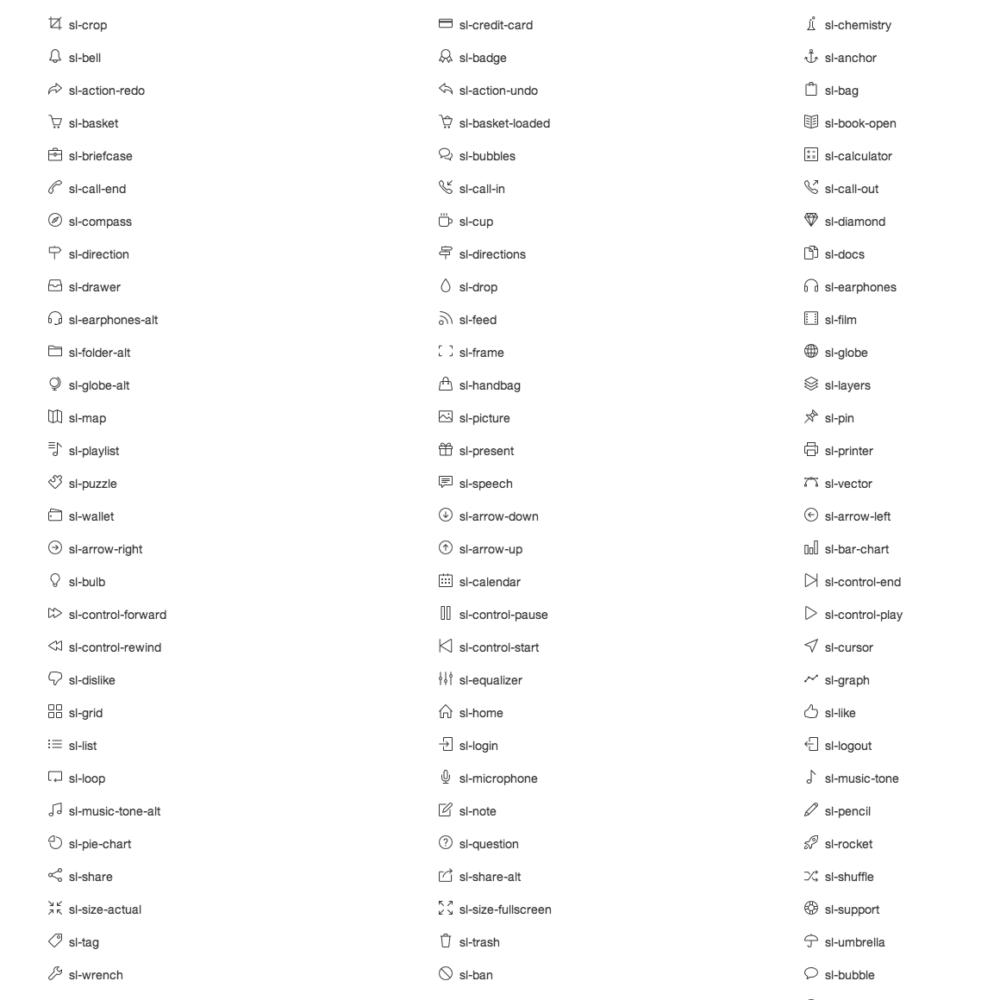 sl-crop sl-credit-card sl-chemistry
sl-bell sl-badge sl-anchor
sl-action-redo sl-action-undo sl-bag
sl-basket sl-basket-loaded sl-book-open
sl-briefcase sl-bubbles sl-calculator
sl-call-end sl-call-in sl-call-out
sl-compass sl-cup sl-diamond
sl-direction sl-directions sl-docs
sl-drawer sl-drop sl-earphones
sl-earphones-alt sl-feed sl-film
sl-folder-alt sl-frame sl-globe
sl-globe-alt sl-handbag sl-layers
sl-map sl-picture sl-pin
sl-playlist sl-present sl-printer
sl-puzzle sl-speech sl-vector
sl-wallet sl-arrow-down sl-arrow-left
sl-arrow-right sl-arrow-up sl-bar-chart
sl-bulb sl-calendar sl-control-end
sl-control-forward sl-control-pause sl-control-play
sl-control-rewind sl-control-start sl-cursor
sl-dislike sl-equalizer sl-graph
sl-grid sl-home sl-like
sl-list sl-login sl-logout
sl-loop sl-microphone sl-music-tone
sl-music-tone-alt sl-note sl-pencil
sl-pie-chart sl-question sl-rocket
sl-share sl-share-alt sl-shuffle
sl-size-actual sl-size-fullscreen sl-support
sl-tag sl-trash sl-umbrella
sl-wrench sl-ban sl-bubble